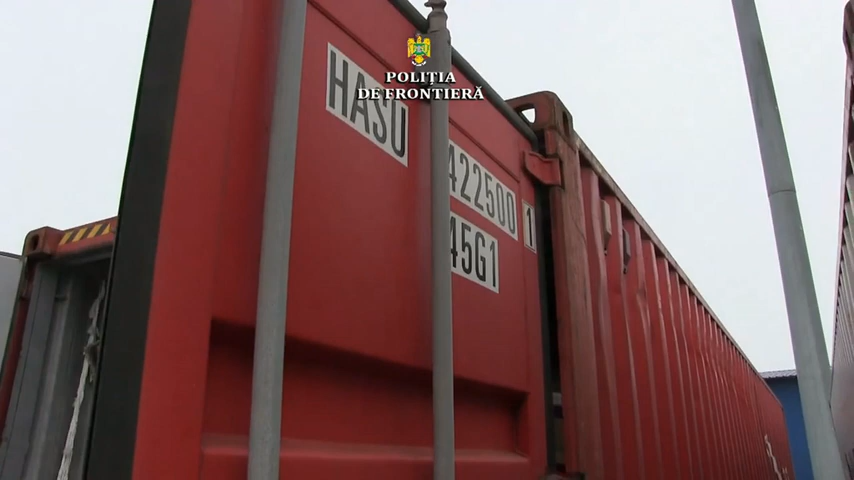 POLIȚIA
DE FRONTIERĂ
HASU
422500 1
45G1